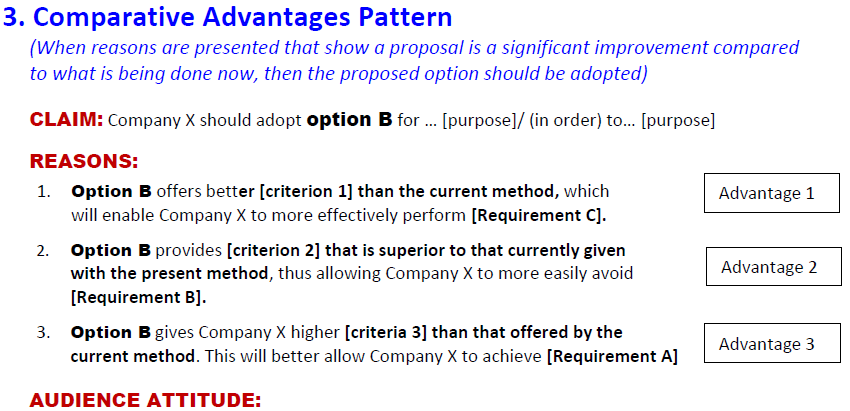 3. Comparative Advantages Pattern
(When reasons are presented that show a proposal is a significant improvement compared
to what is being done now, then the proposed option should be adopted)
CLAIM: Company X should adopt option B for ... [purpose]/ (in order) to... [purpose]
REASONS:
1. Option B offers better [criterion 1] than the current method, which
will enable Company X to more effectively perform [Requirement C].
Advantage 1
2. Option B provides [criterion 2] that is superior to that currently given
with the present method, thus allowing Company X to more easily avoid
[Requirement B].
Advantage 2
3. Option B gives Company X higher [criteria 3] than that offered by the
current method. This will better allow Company X to achieve [Requirement A]
Advantage 3
AUDIENCE ATTITUDE: